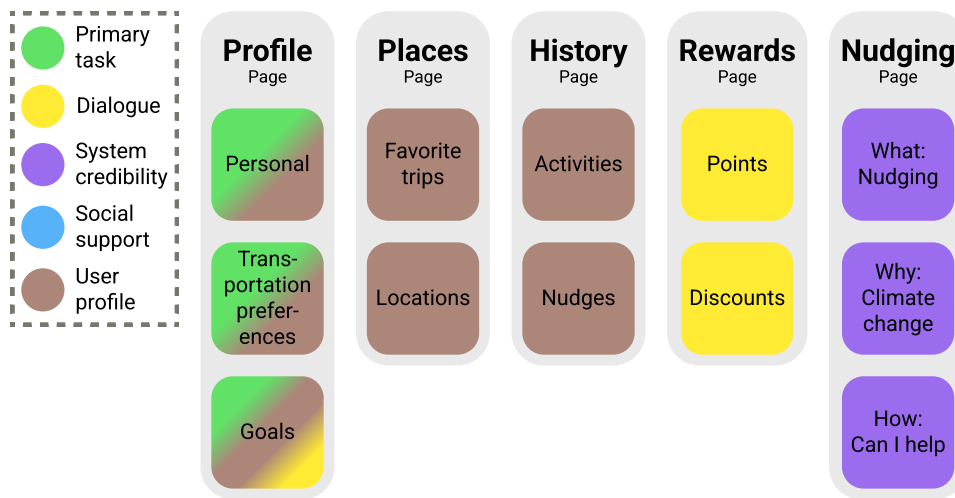 Primary
task
Dialogue
System
credibility
Social
support
User
profile
Profile
Page
Personal
Trans-
portation
prefer-
ences
Goals
Places
Page
Favorite
trips
Locations
History
Page
Activities
Nudges
Rewards
Page
Points
Discounts
Nudging
Page
What:
Nudging
Why:
Climate
change
How:
Can I help